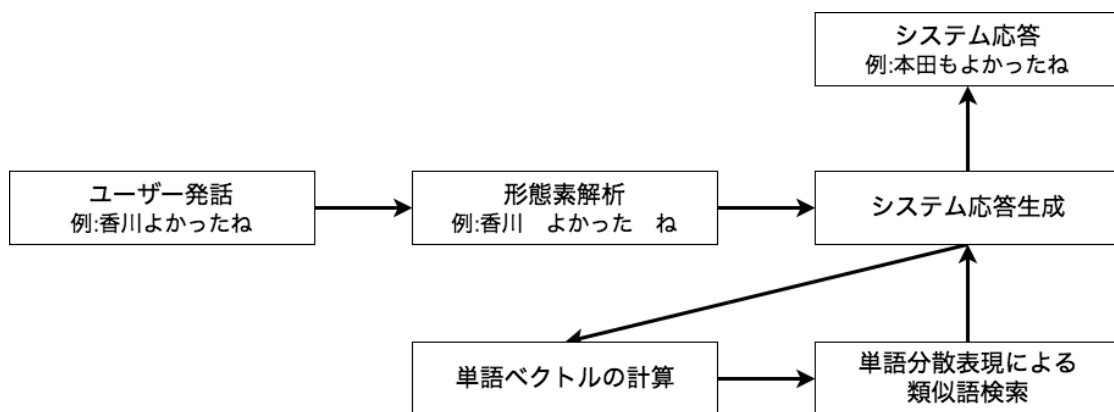 システム応答
例:本田もよかったね
ユーザー発話
例:香川よかったね
形態素解析
例:香川　よかった　ね
システム応答生成
単語ベクトルの計算
単語分散表現による
類似語検索